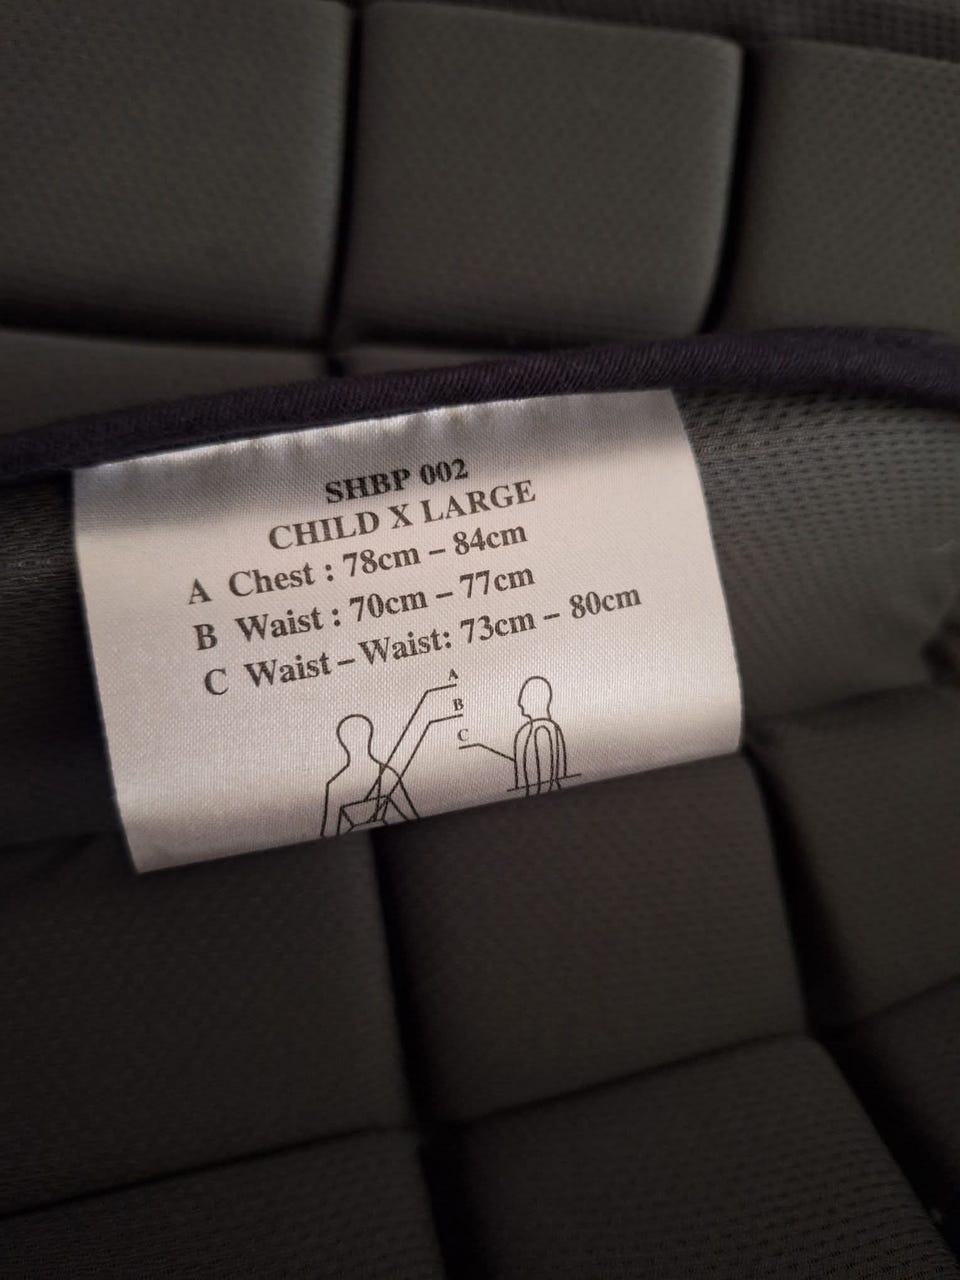 SHBP 002
CHILD X LARGE
A Chest : 78cm – 84cm
B Waist : 70cm – 77cm
C Waist – Waist: 73cm – 80cm
A
B
C